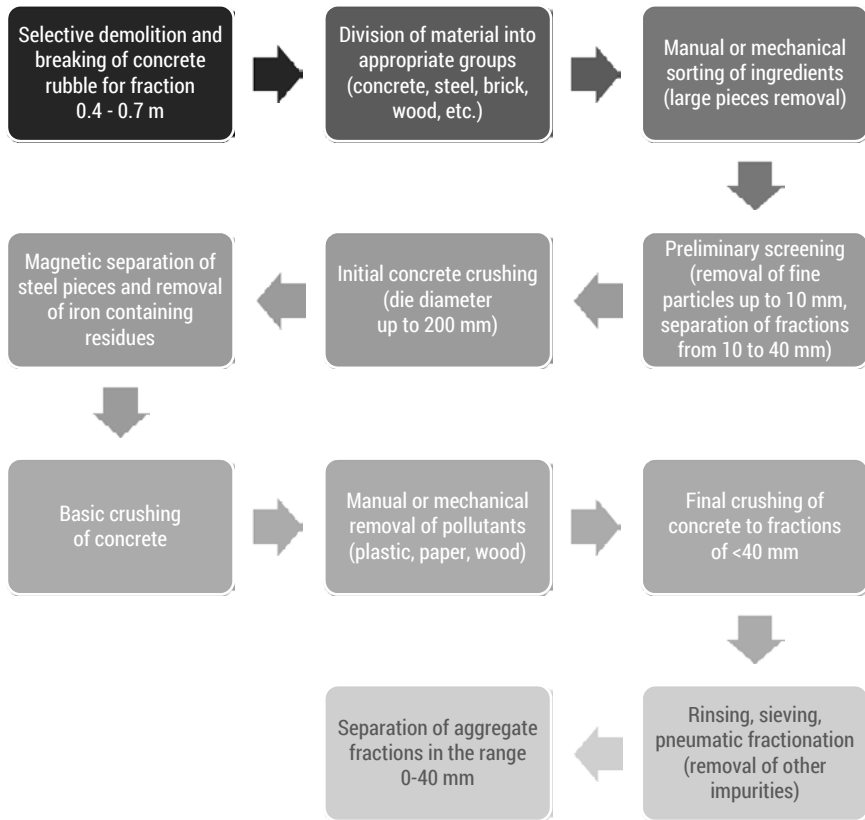 Selective demolition and
breaking of concrete
rubble for fraction
0.4 - 0.7 m
Division of material into
appropriate groups
(concrete, steel, brick,
wood, etc.)
Manual or mechanical
sorting of ingredients
(large pieces removal)
Preliminary screening
(removal of fine
particles up to 10 mm,
separation of fractions
from 10 to 40 mm)
Initial concrete crushing
(die diameter
up to 200 mm)
Magnetic separation of
steel pieces and removal
of iron containing
residues
Basic crushing
of concrete
Manual or mechanical
removal of pollutants
(plastic, paper, wood)
Final crushing of
concrete to fractions
of <40 mm
Rinsing, sieving,
pneumatic fractionation
(removal of other
impurities)
Separation of aggregate
fractions in the range
0-40 mm